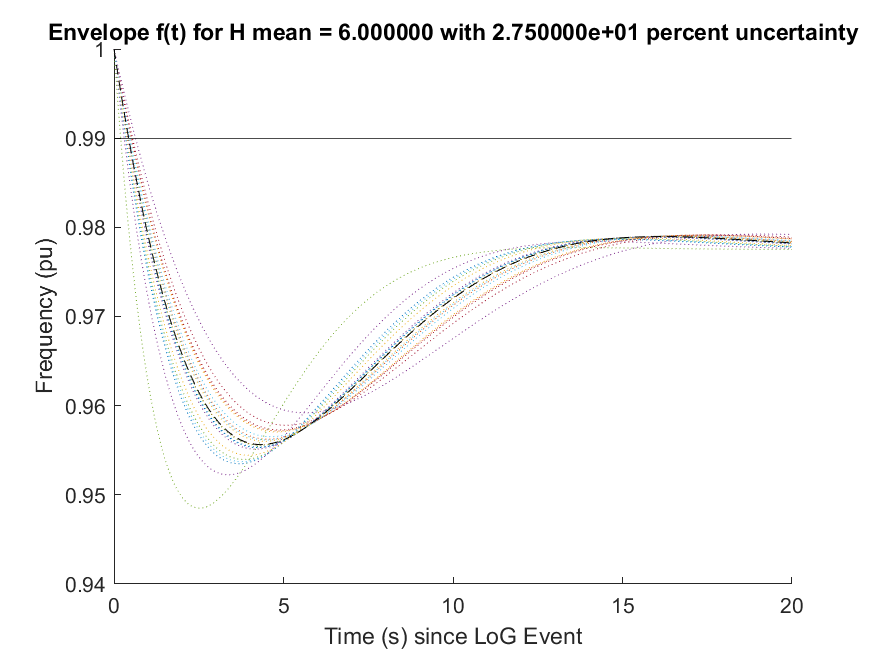 Envelope f(t) for H mean = 6.000000 with 2.750000e+01 percent uncertainty
1
0.99
0.98
0.97
0.96
0.95
0.94
Frequency (pu)
0 5 10 15 20
Time (s) since LoG Event